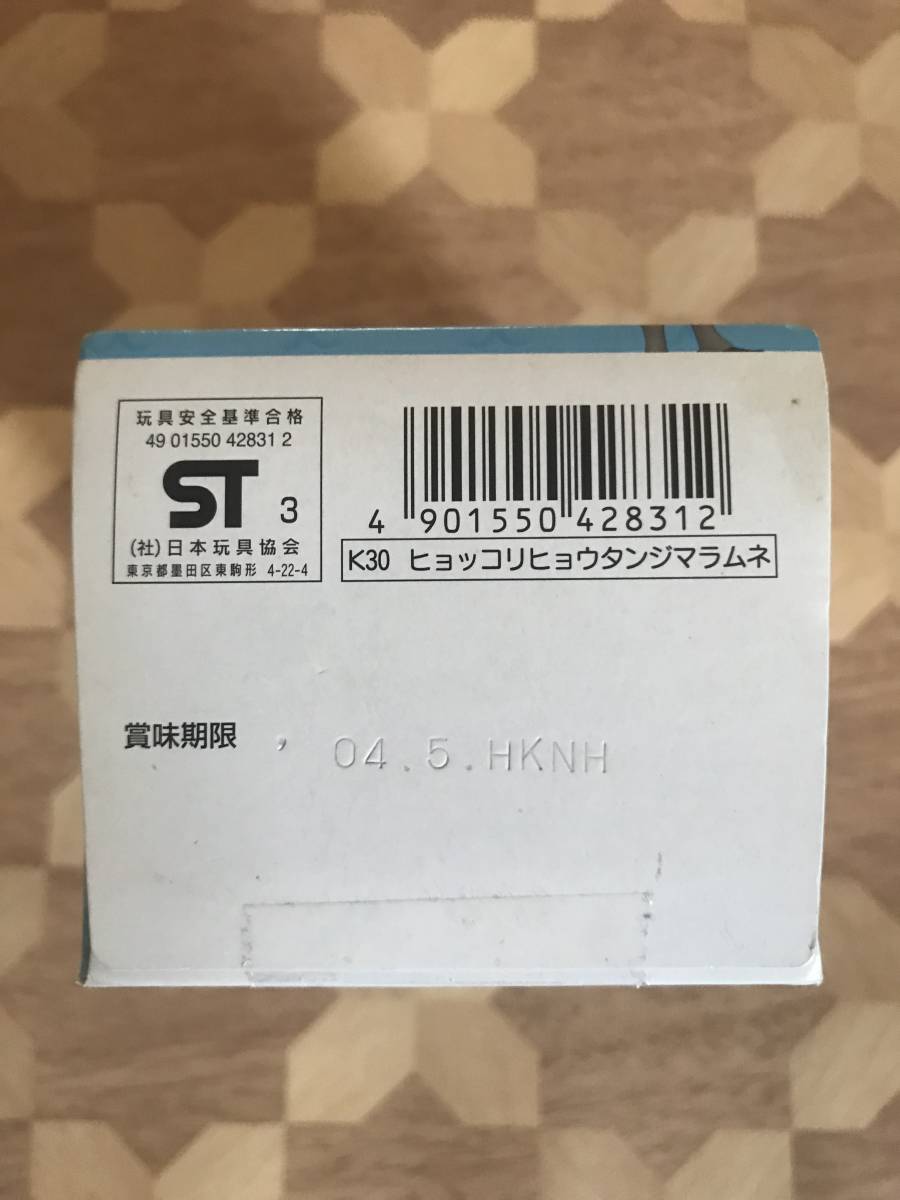 玩具安全基準合格
49 01550 42831 2
ST 3
(社)日本玩具協会
東京都墨田区東駒形 4-22-4
4 901550 428312
K30 ヒョッコリヒョウタンジマラムネ
賞味期限 04.5.HKNH